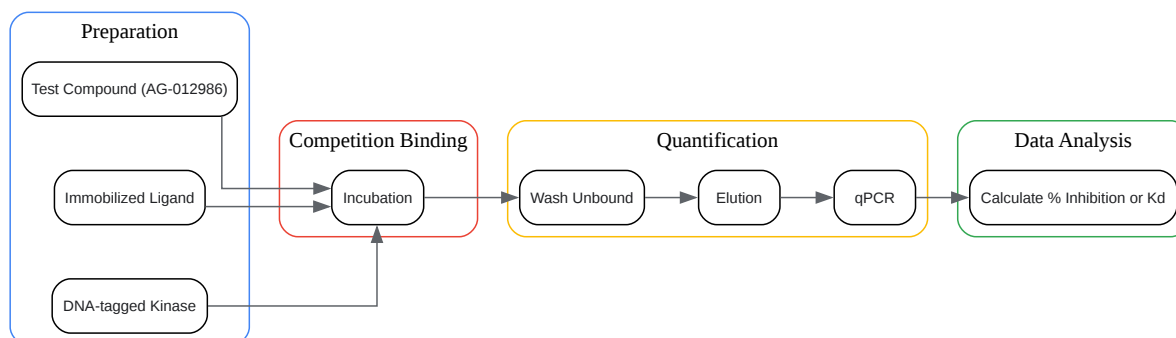 Preparation
Test Compound (AG-012986)
Immobilized Ligand
DNA-tagged Kinase
Competition Binding
Incubation
Quantification
Wash Unbound
Elution
qPCR
Data Analysis
Calculate % Inhibition or Kd